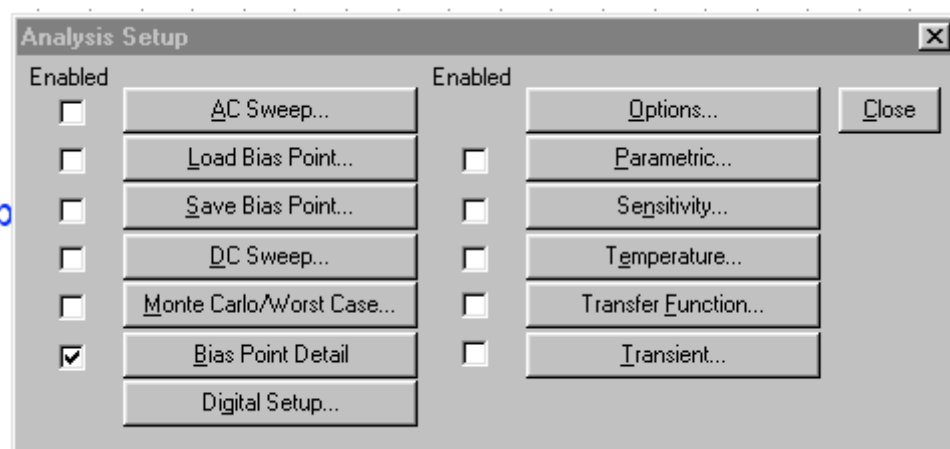 Analysis Setup
Enabled
AC Sweep...
Load Bias Point...
Save Bias Point...
DC Sweep...
Monte Carlo/Worst Case...
Bias Point Detail
Digital Setup...
Enabled
Options...
Parametric...
Sensitivity...
Temperature...
Transfer Function...
Transient...
Close